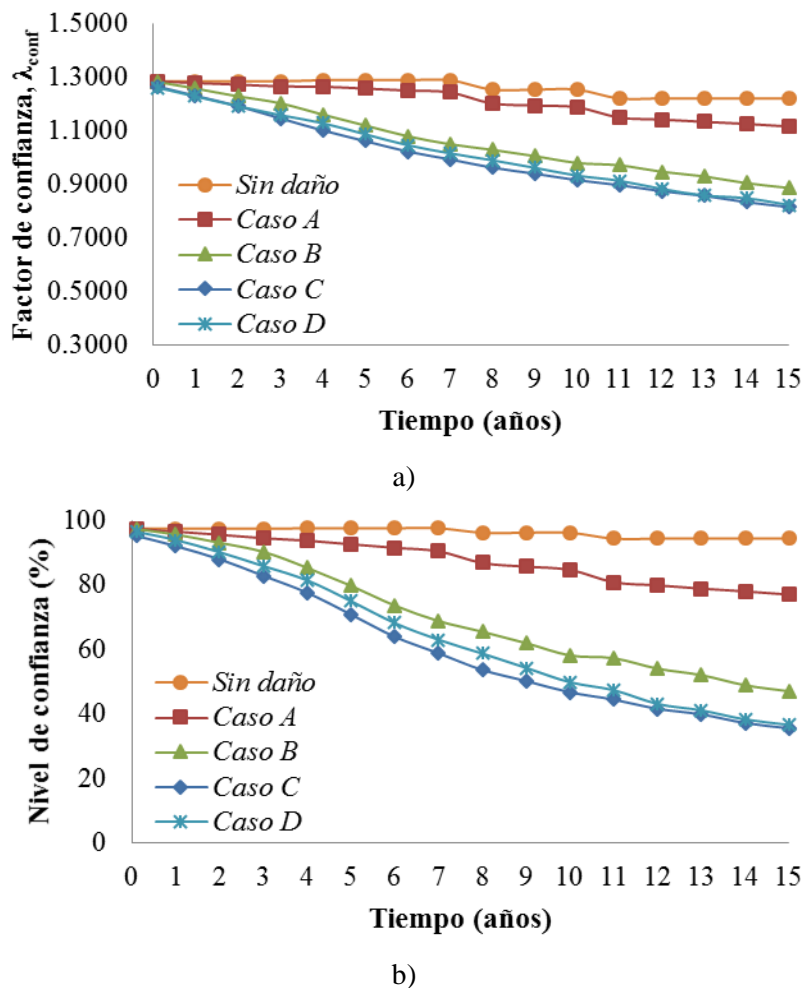 1.5000
1.3000
1.1000
0.9000
0.7000
0.5000
0.3000
Factor de confianza, λconf
Sin daño
Caso A
Caso B
Caso C
Caso D
0 1 2 3 4 5 6 7 8 9 10 11 12 13 14 15
Tiempo (años)
a)
100
80
60
40
20
0
Nivel de confianza (%)
Sin daño
Caso A
Caso B
Caso C
Caso D
0 1 2 3 4 5 6 7 8 9 10 11 12 13 14 15
Tiempo (años)
b)